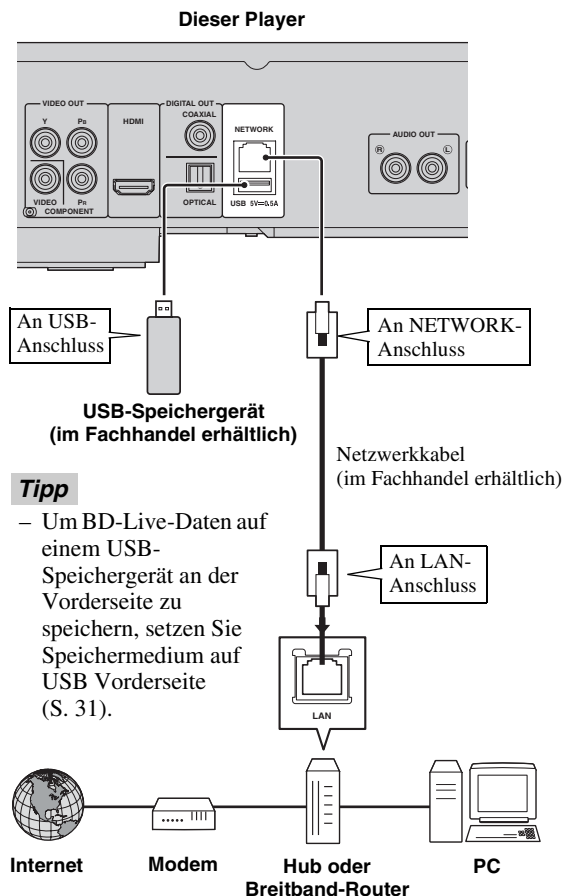 Dieser Player
VIDEO OUT
Y
PB
VIDEO
COMPONENT
PR
HDMI
DIGITAL OUT
COAXIAL
OPTICAL
NETWORK
USB 5V⎓0.5A
AUDIO OUT
R
L
An USB-
Anschluss
An NETWORK-
Anschluss
USB-Speichergerät
(im Fachhandel erhältlich)
Netzwerkkabel
(im Fachhandel erhältlich)
Tipp
– Um BD-Live-Daten auf
einem USB-
Speichergerät an der
Vorderseite zu
speichern, setzen Sie
Speichermedium auf
USB Vorderseite
(S. 31).
An LAN-
Anschluss
LAN
Internet
Modem
Hub oder
Breitband-Router
PC